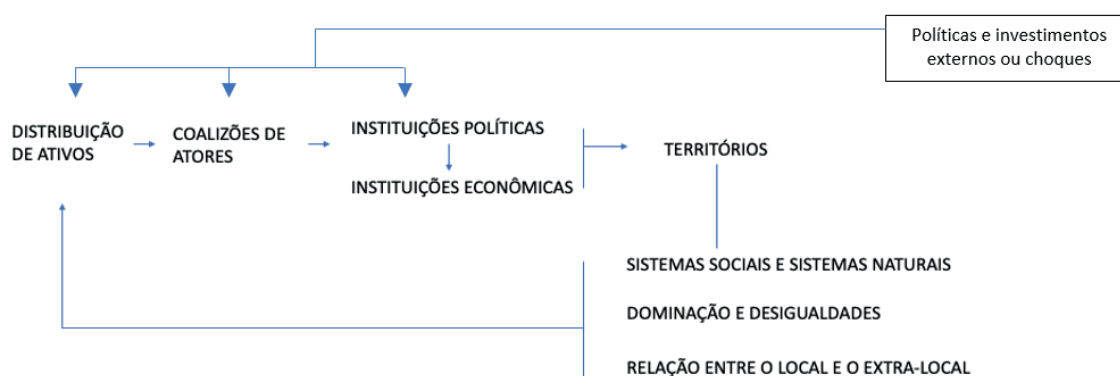 Políticas e investimentos
externos ou choques
DISTRIBUIÇÃO
DE ATIVOS
COALIZÕES DE
ATORES
INSTITUIÇÕES POLÍTICAS
INSTITUIÇÕES ECONÔMICAS
TERRITÓRIOS
SISTEMAS SOCIAIS E SISTEMAS NATURAIS
DOMINAÇÃO E DESIGUALDADES
RELAÇÃO ENTRE O LOCAL E O EXTRA-LOCAL